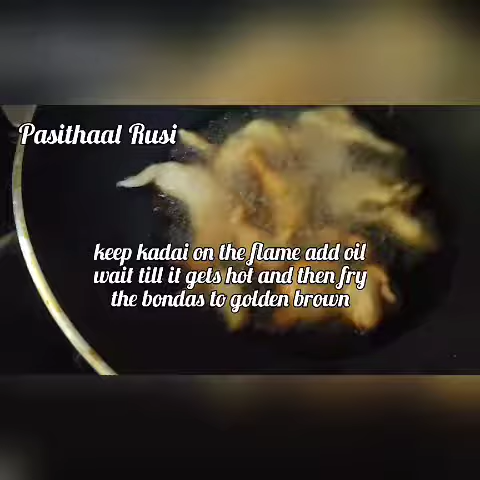 Pasithaal Rusi
keep kadai on the flame add oil
wait till it gets hot and then fry
the bondas to golden brown